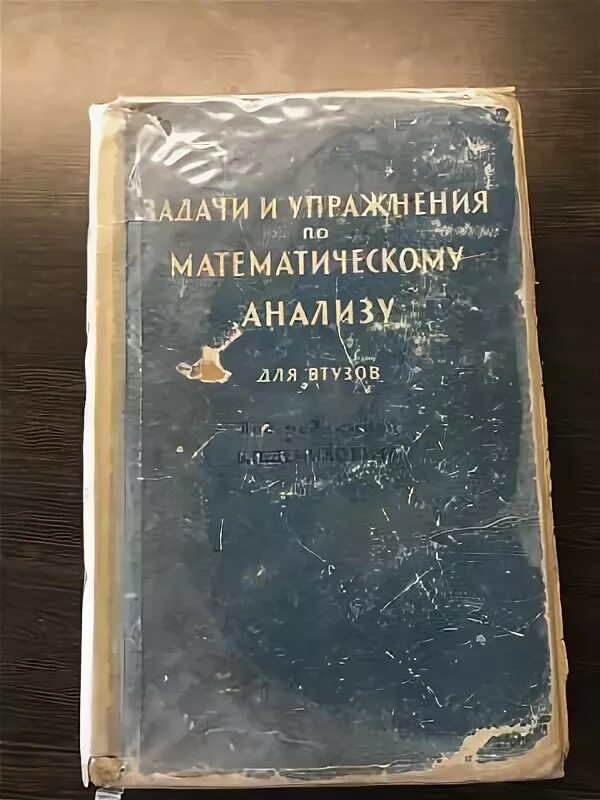 ЗАДАЧИ И УПРАЖНЕНИЯ
ПО
МАТЕМАТИЧЕСКОМУ
АНАЛИЗУ
ДЛЯ ВТУЗОВ